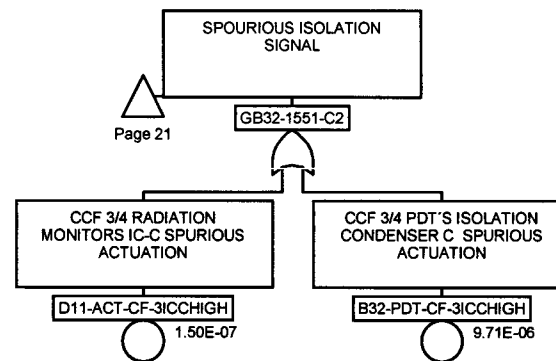 SPOURIOUS ISOLATION
SIGNAL
Page 21
GB32-1551-C2
CCF 3/4 RADIATION
MONITORS IC-C SPURIOUS
ACTUATION
D11-ACT-CF-3ICCHIGH
1.50E-07
CCF 3/4 PDT´S ISOLATION
CONDENSER C SPURIOUS
ACTUATION
B32-PDT-CF-3ICCHIGH
9.71E-06